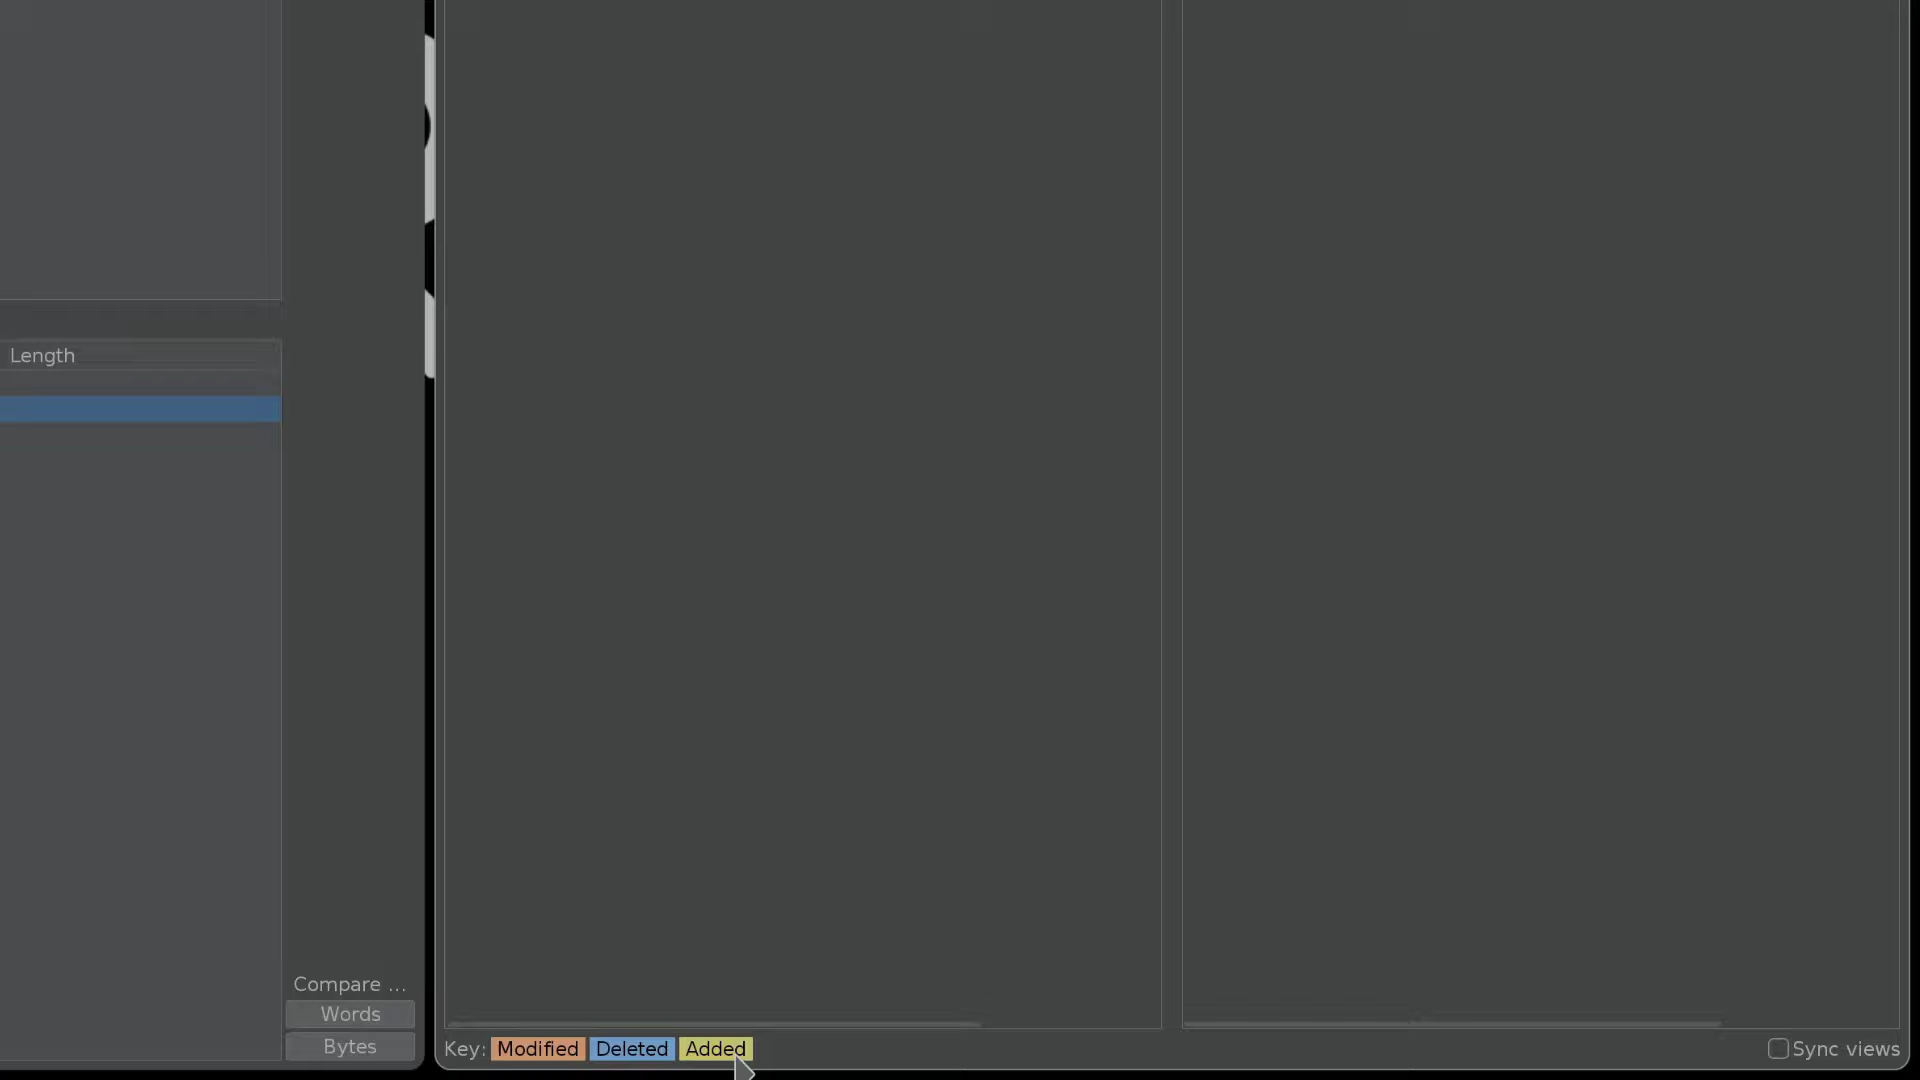 Length
Compare ...
Words
Bytes
Key: Modified Deleted Added
Sync views